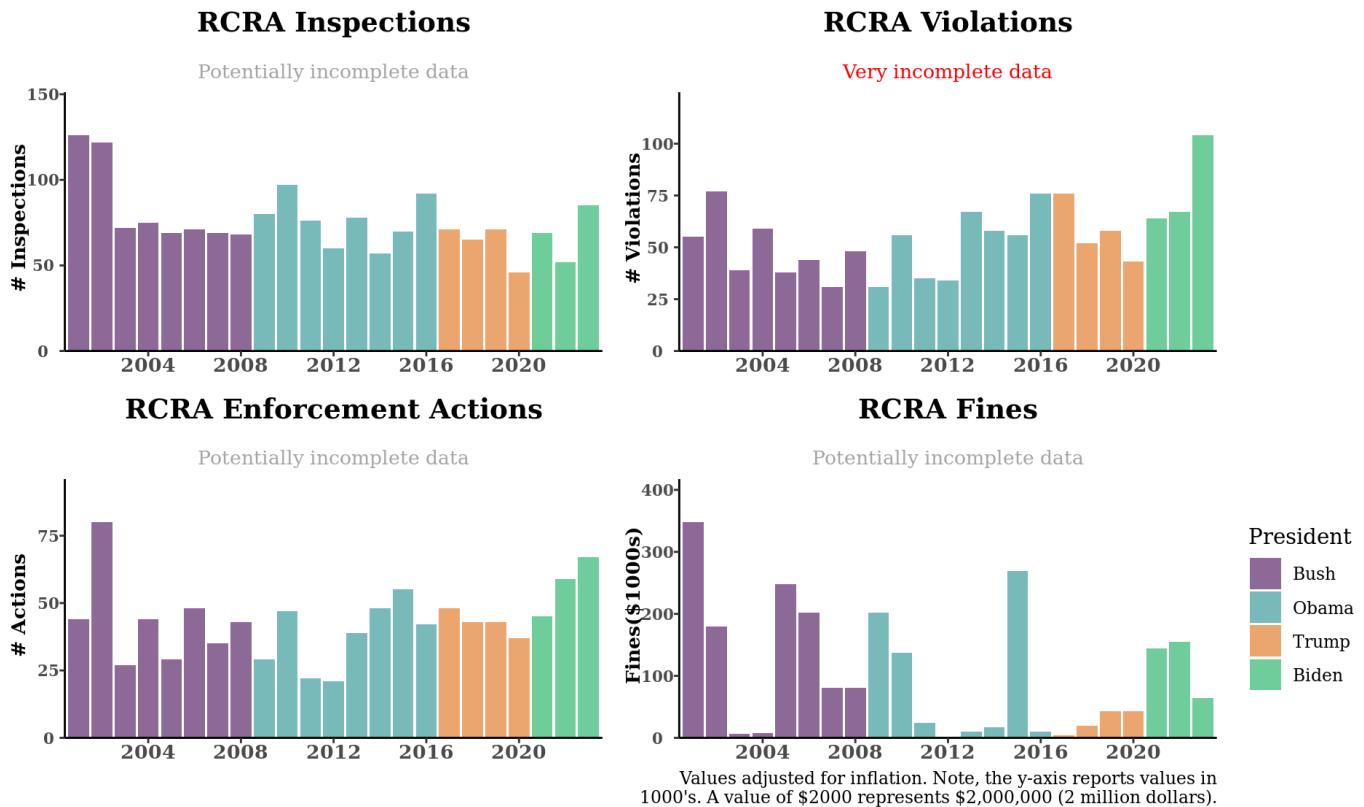 RCRA Inspections
Potentially incomplete data
# Inspections
150
100
50
0
2004 2008 2012 2016 2020
RCRA Violations
Very incomplete data
# Violations
100
75
50
25
0
2004 2008 2012 2016 2020
RCRA Enforcement Actions
Potentially incomplete data
# Actions
75
50
25
0
2004 2008 2012 2016 2020
RCRA Fines
Potentially incomplete data
Fines($1000s)
400
300
200
100
0
2004 2008 2012 2016 2020
President
Bush
Obama
Trump
Biden
Values adjusted for inflation. Note, the y-axis reports values in
1000's. A value of $2000 represents $2,000,000 (2 million dollars).